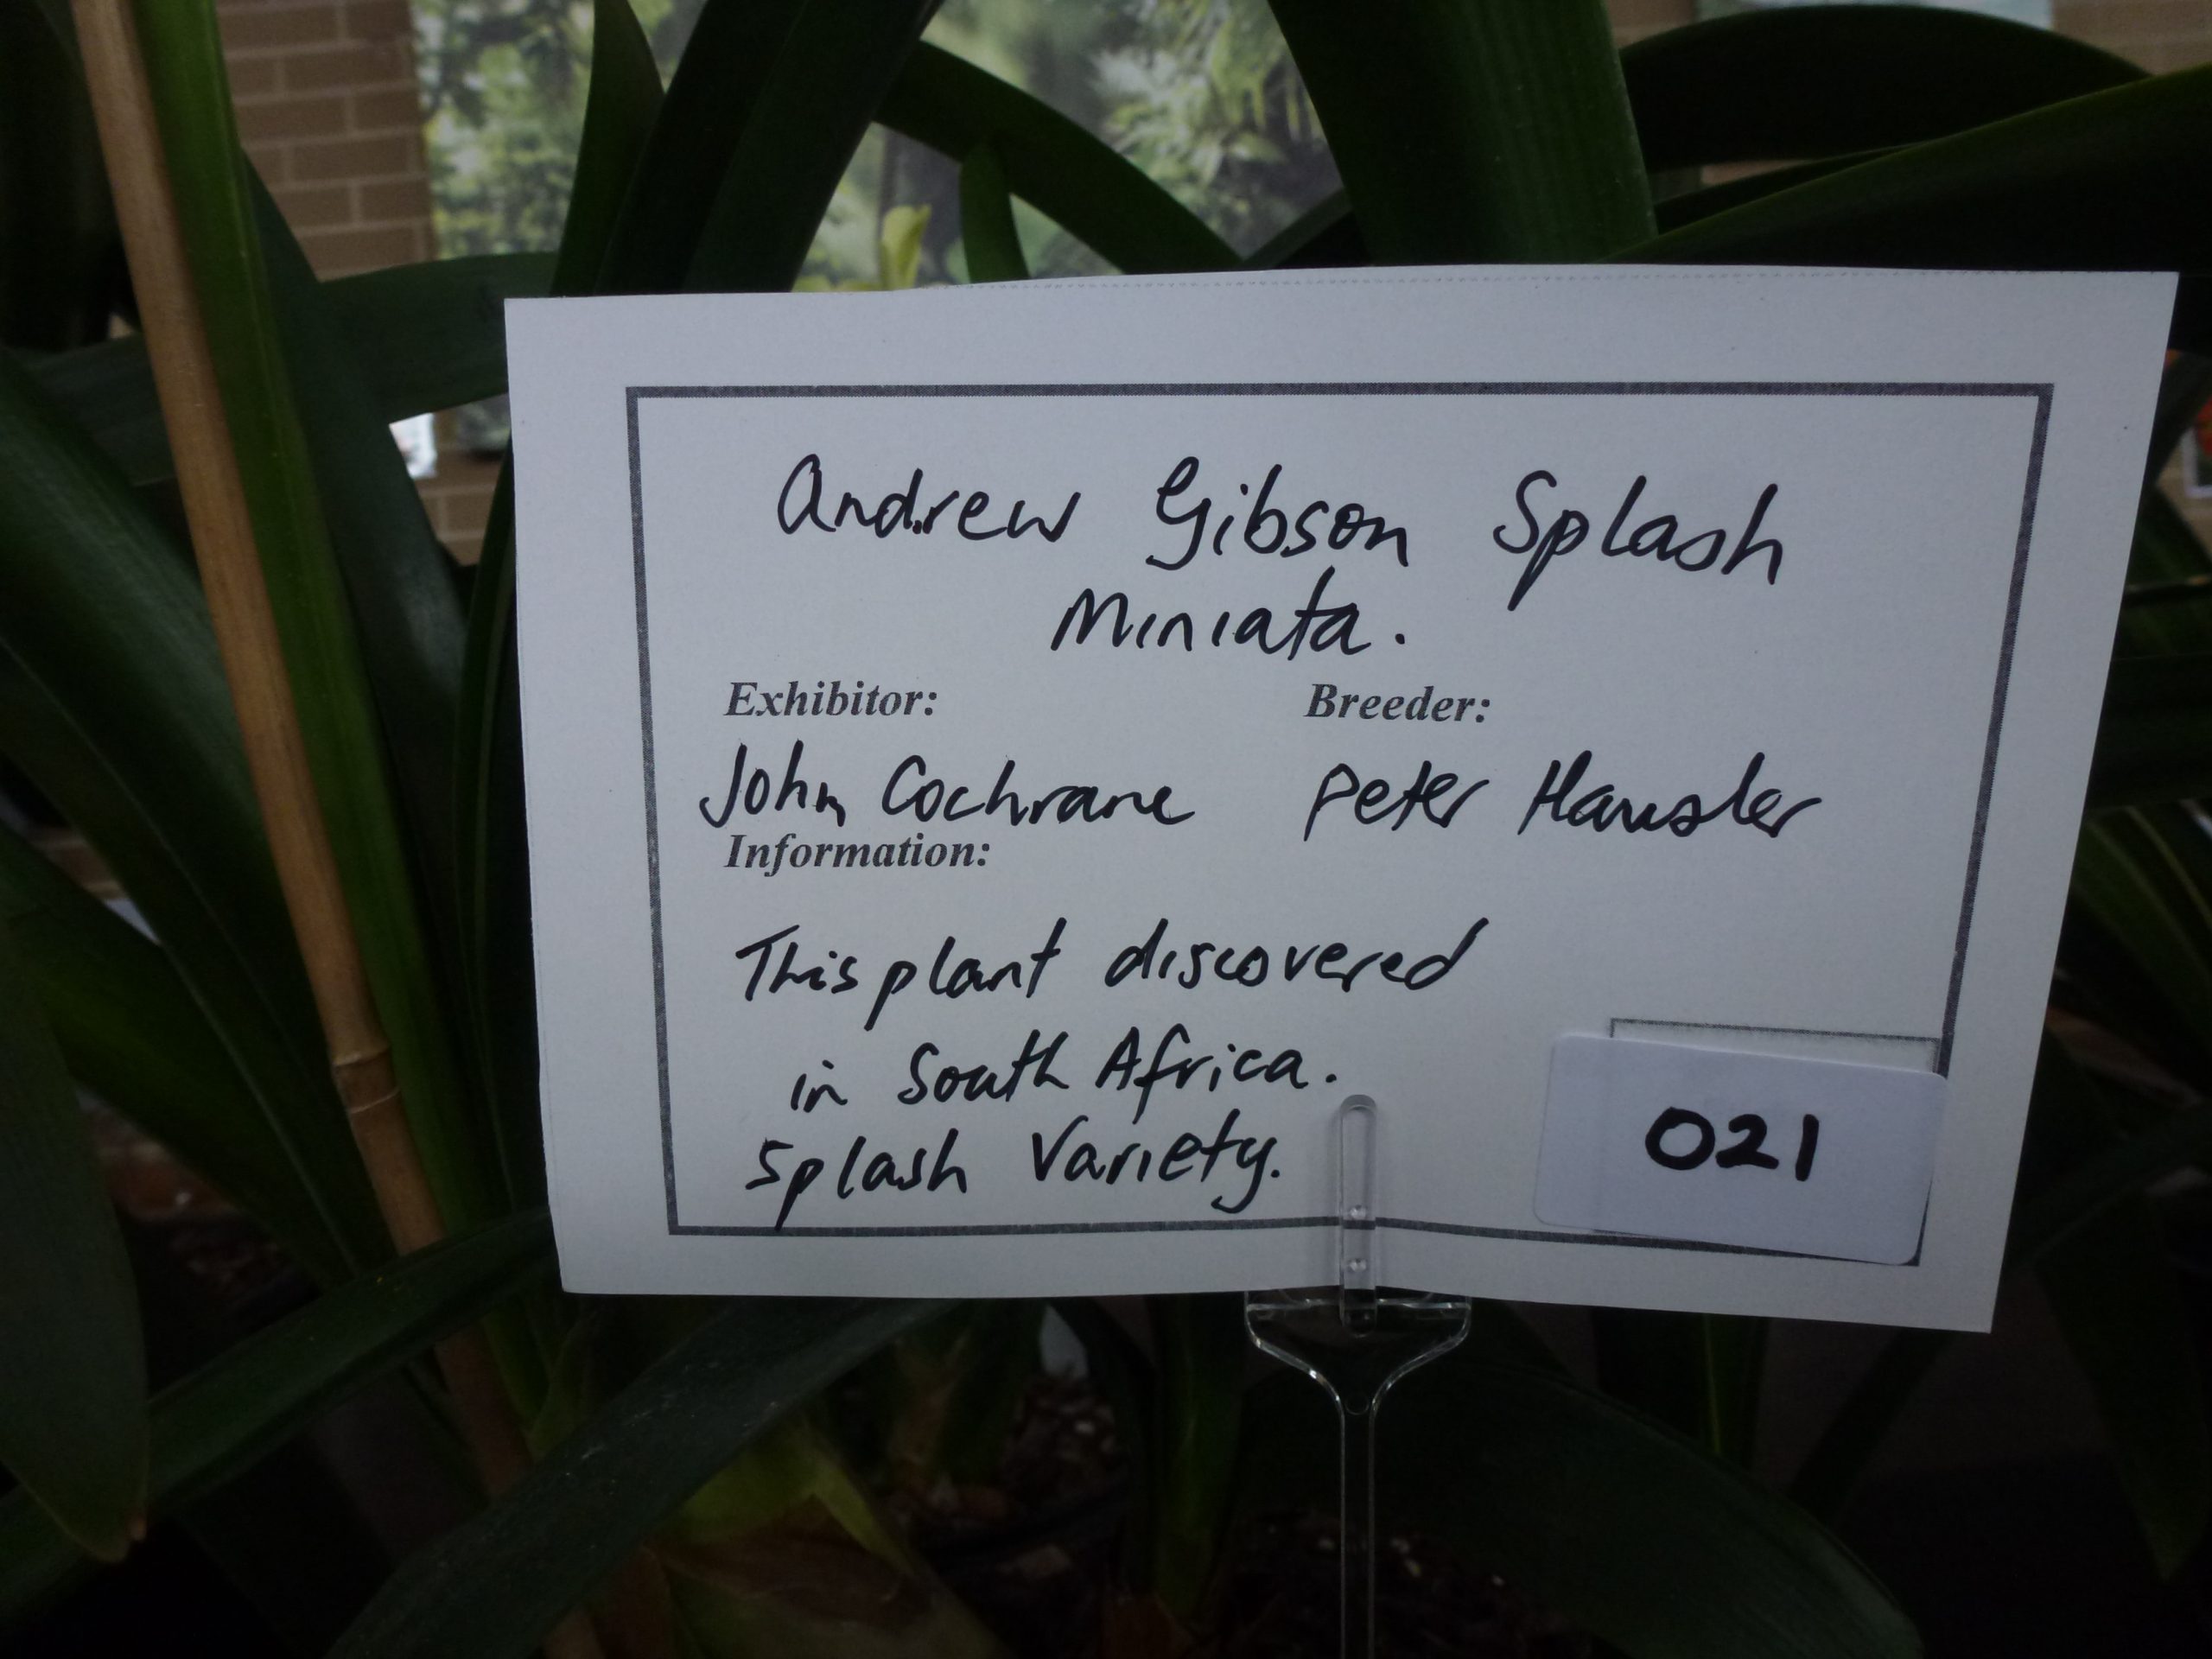 Andrew Gibson Splash
Miniata.
Exhibitor: Breeder:
John Cochrane Peter Hausler
Information:
This plant discovered
in South Africa.
Splash Variety.
021